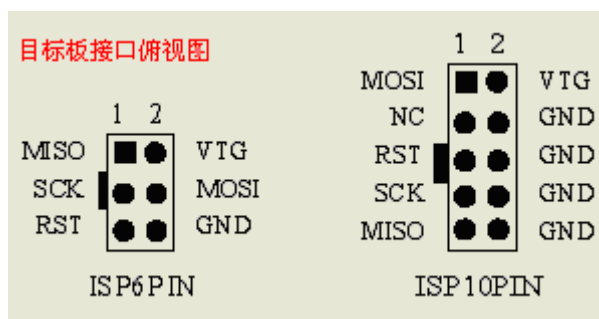 目标板接口俯视图
1 2
MISO VTG
SCK MOSI
RST GND
ISP6PIN
1 2
MOSI VTG
NC GND
RST GND
SCK GND
MISO GND
ISP10PIN